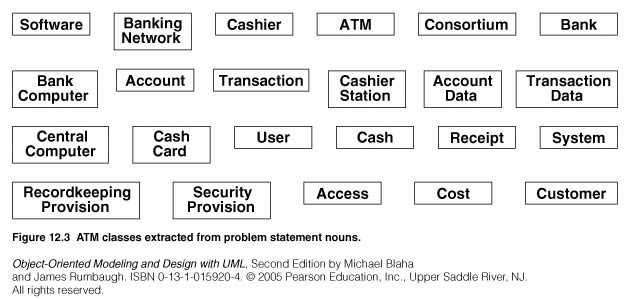 Software
Banking
Network
Cashier
ATM
Consortium
Bank
Bank
Computer
Account
Transaction
Cashier
Station
Account
Data
Transaction
Data
Central
Computer
Cash
Card
User
Cash
Receipt
System
Recordkeeping
Provision
Security
Provision
Access
Cost
Customer
Figure 12.3 ATM classes extracted from problem statement nouns.
Object-Oriented Modeling and Design with UML, Second Edition by Michael Blaha
and James Rumbaugh. ISBN 0-13-1-015920-4. © 2005 Pearson Education, Inc., Upper Saddle River, NJ.
All rights reserved.